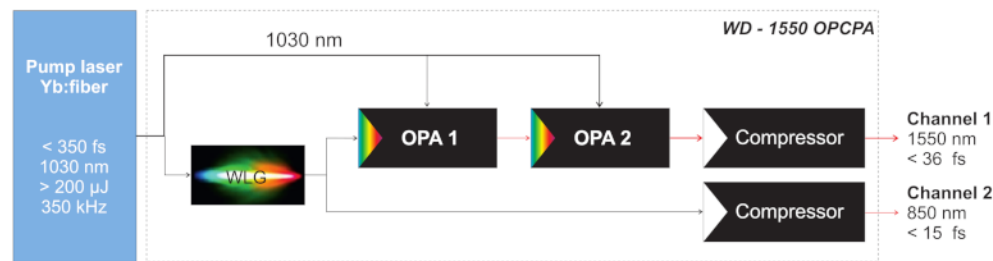 WD - 1550 OPCPA
1030 nm
Pump laser
Yb:fiber
< 350 fs
1030 nm
> 200 µJ
350 kHz
WLG
OPA 1
OPA 2
Compressor
Channel 1
1550 nm
< 36 fs
Compressor
Channel 2
850 nm
< 15 fs